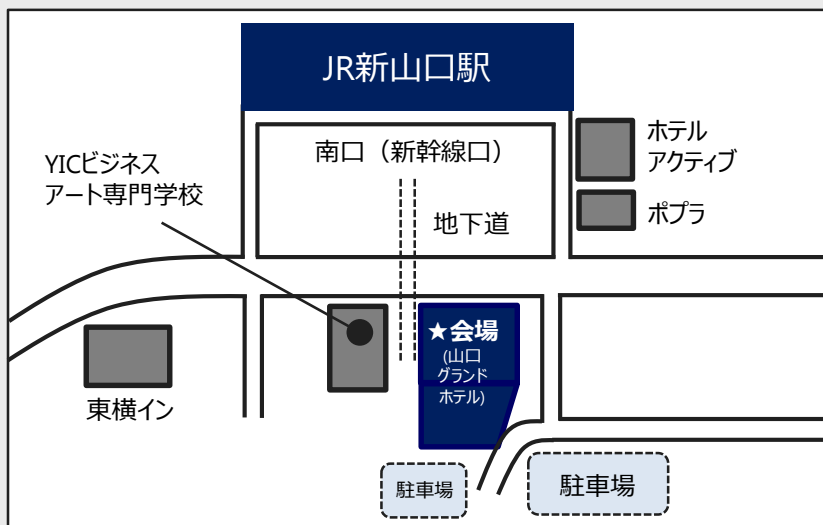 JR新山口駅
ホテル
アクティブ
南口（新幹線口）
YICビジネス
アート専門学校
ポプラ
地下道
★会場
(山口
グランド
ホテル)
東横イン
駐車場
駐車場